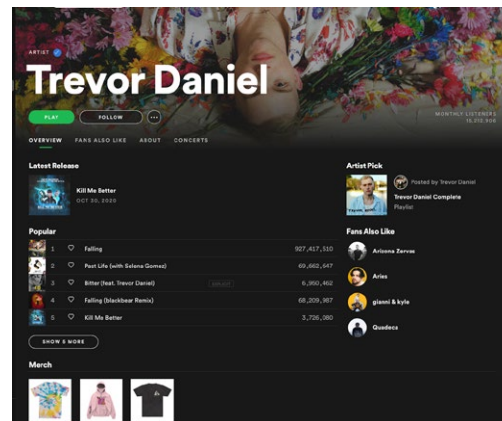 ARTIST
Trevor Daniel
PLAY
FOLLOW
MONTHLY LISTENERS
OVERVIEW FANS ALSO LIKE ABOUT CONCERTS
Latest Release
Kill Me Better
OCT 30, 2020
Artist Pick
Posted by Trevor Daniel
Trevor Daniel Complete
Playlist
Popular
1 Falling 927,417,510
2 Past Life (with Selena Gomez) 69,662,647
3 Bitter (feat. Trevor Daniel) EXPLICIT 6,950,462
4 Falling (blackbear Remix) 68,209,987
5 Kill Me Better 3,726,080
SHOW 5 MORE
Fans Also Like
Arizona Zervas
Aries
gianni & kyle
Quadeca
Merch